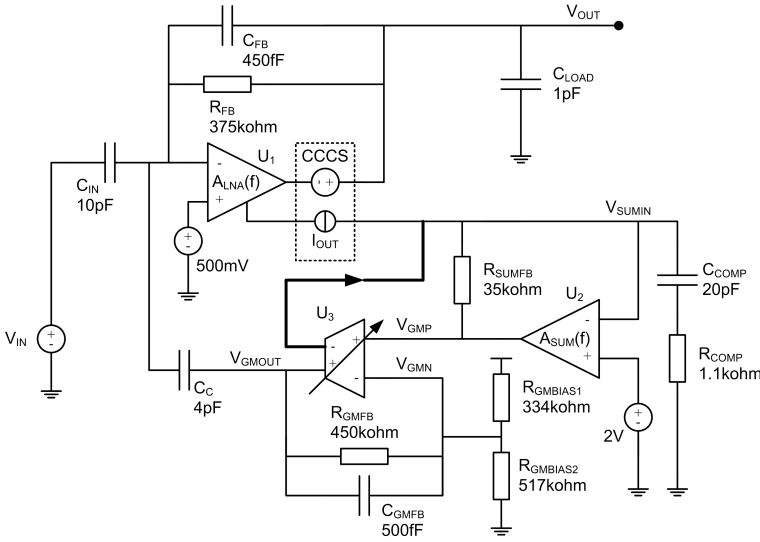 V_OUT
C_FB
450fF
C_LOAD
1pF
R_FB
375kohm
U_1
CCCS
-
A_LNA(f)
- +
+
C_IN
10pF
I_OUT
V_SUMIN
+
-
500mV
R_SUMFB
35kohm
C_COMP
20pF
U_2
U_3
-
V_GMP
A_SUM(f)
-
+
+
R_COMP
1.1kohm
V_IN
+
-
V_GMOUT
+
V_GMN
-
C_C
4pF
R_GMBIAS1
334kohm
+
-
2V
R_GMFB
450kohm
R_GMBIAS2
517kohm
C_GMFB
500fF